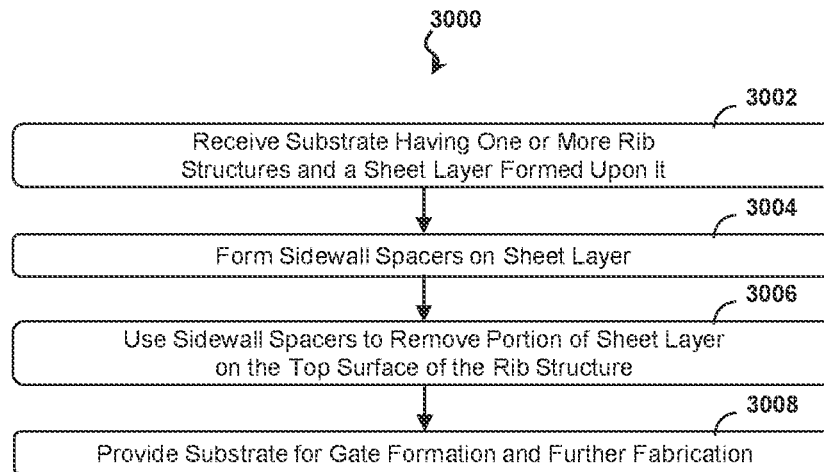 3000
3002
Receive Substrate Having One or More Rib
Structures and a Sheet Layer Formed Upon It
3004
Form Sidewall Spacers on Sheet Layer
3006
Use Sidewall Spacers to Remove Portion of Sheet Layer
on the Top Surface of the Rib Structure
3008
Provide Substrate for Gate Formation and Further Fabrication